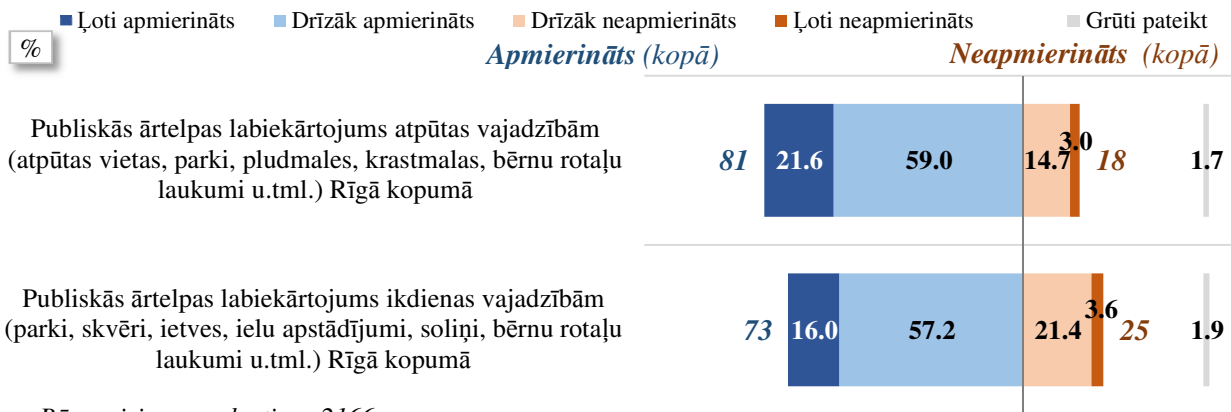 Ļoti apmierināts Drīzāk apmierināts Drīzāk neapmierināts Ļoti neapmierināts Grūti pateikt
%
Apmierināts (kopā) Neapmierināts (kopā)
Publiskās ārtelpas labiekārtojums atpūtas vajadzībām
(atpūtas vietas, parki, pludmales, krastmalas, bērnu rotaļu
laukumi u.tml.) Rīgā kopumā
81 21.6 59.0 14.7 3.0 18 1.7
Publiskās ārtelpas labiekārtojums ikdienas vajadzībām
(parki, skvēri, ietves, ielu apstādījumi, soliņi, bērnu rotaļu
laukumi u.tml.) Rīgā kopumā
73 16.0 57.2 21.4 3.6 25 1.9